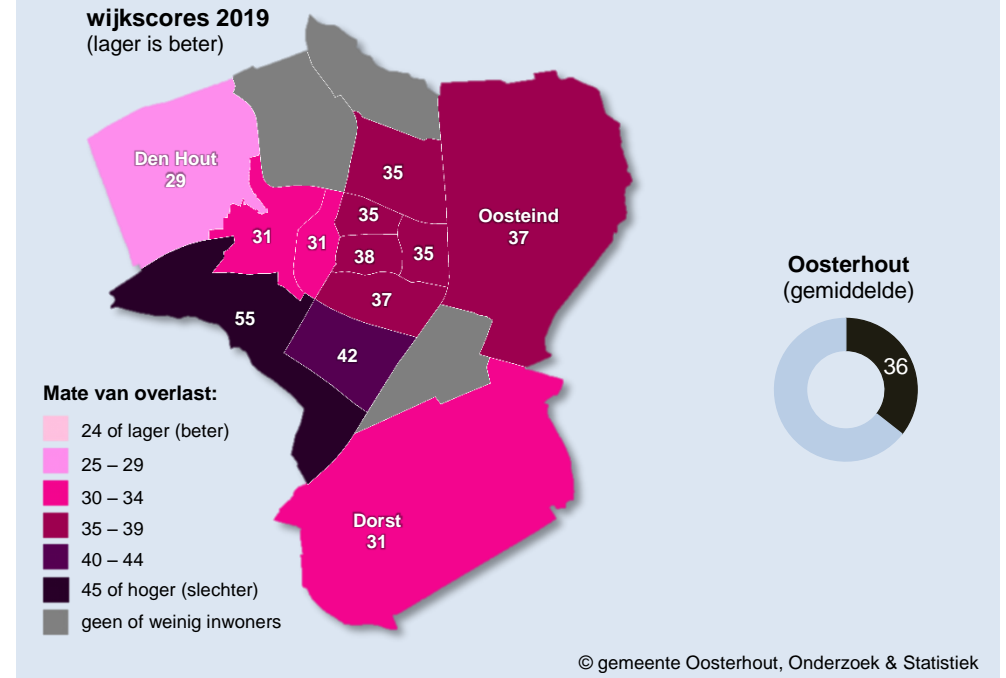 wijkscores 2019
(lager is beter)
Den Hout
29
35
35
Oosteind
37
31
31
38
35
37
55
42
Dorst
31
Mate van overlast:
24 of lager (beter)
25 – 29
30 – 34
35 – 39
40 – 44
45 of hoger (slechter)
geen of weinig inwoners
Oosterhout
(gemiddelde)
36
© gemeente Oosterhout, Onderzoek & Statistiek